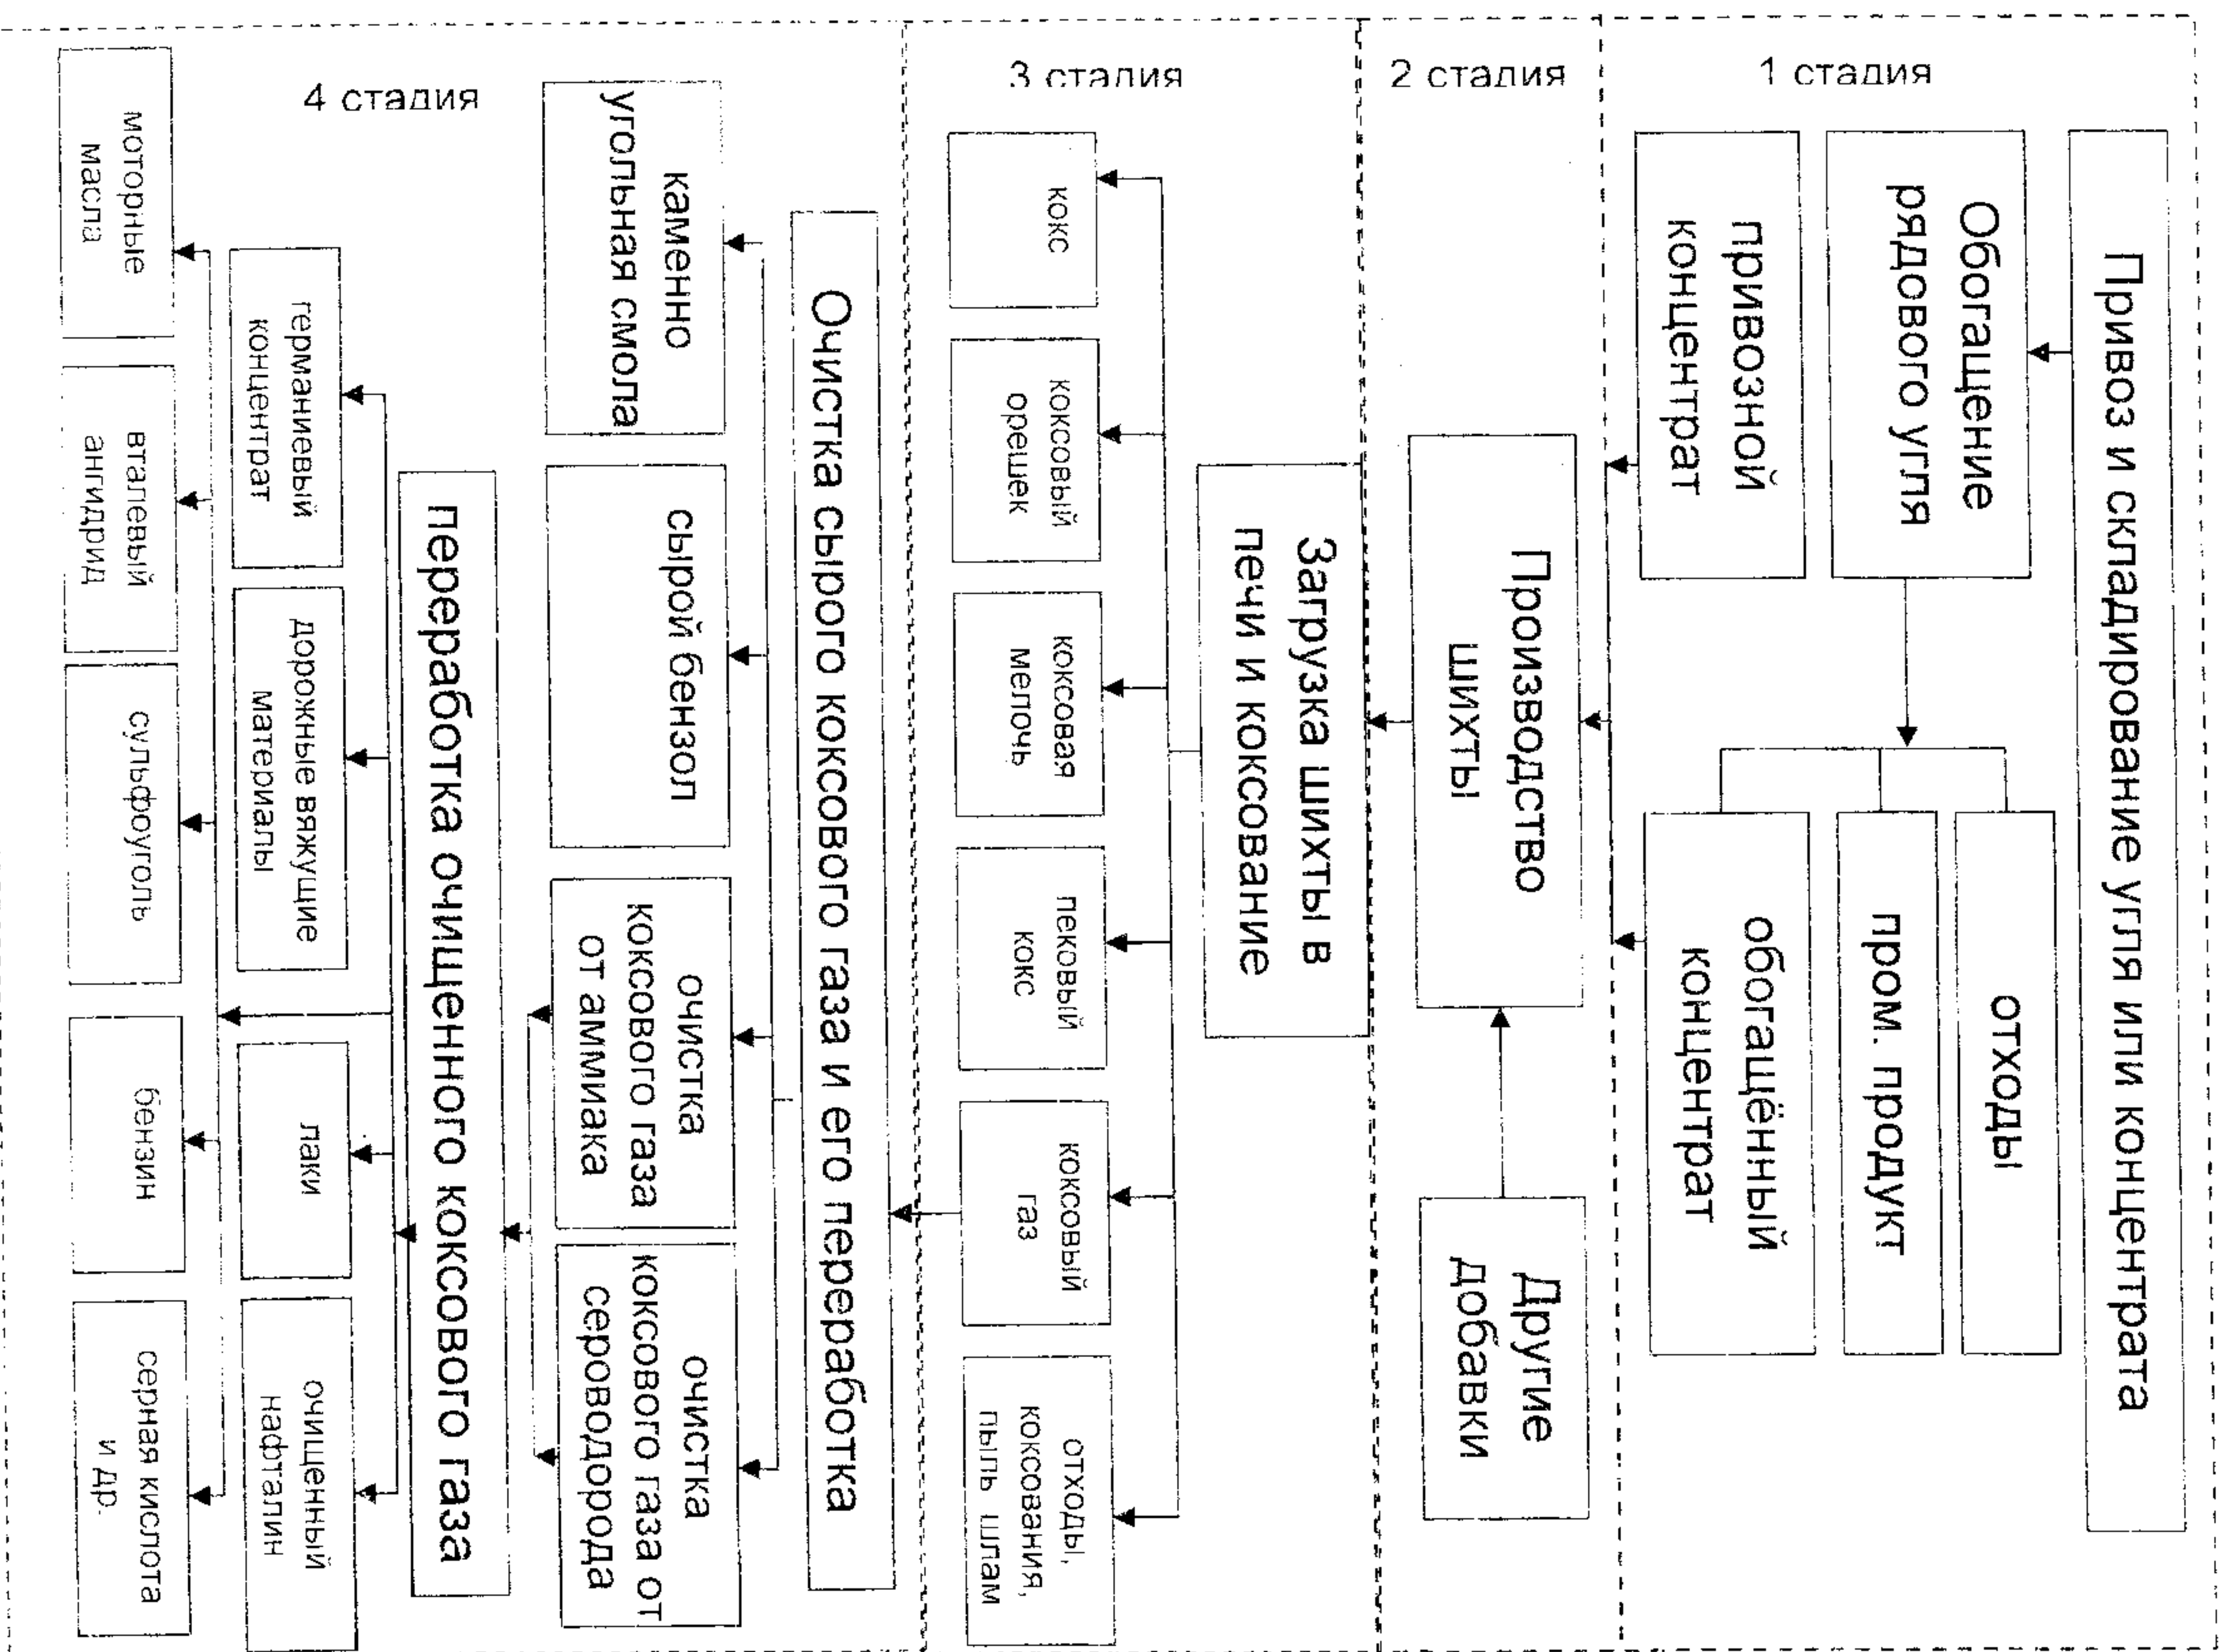 1 стадия
Привоз и складирование угля или концентрата
Обогащение
рядового угля
отходы
пром. продукт
привозной
концентрат
обогащённый
концентрат
2 стадия
Производство
шихты
Другие
добавки
3 стадия
Загрузка шихты в
печи и коксование
кокс
коксовый
орешек
коксовая
мелочь
пековый
кокс
коксовый
газ
отходы,
коксования,
пыль шлам
4 стадия
Очистка сырого коксового газа и его переработка
каменно
угольная смола
сырой бензол
очистка
коксового газа
от аммиака
очистка
коксового газа от
сероводорода
переработка очищенного коксового газа
германиевый
концентрат
дорожные вяжущие
материалы
лаки
очищенный
нафталин
моторные
масла
вталевый
ангидрид
сульфоуголь
бензин
серная кислота
и др.